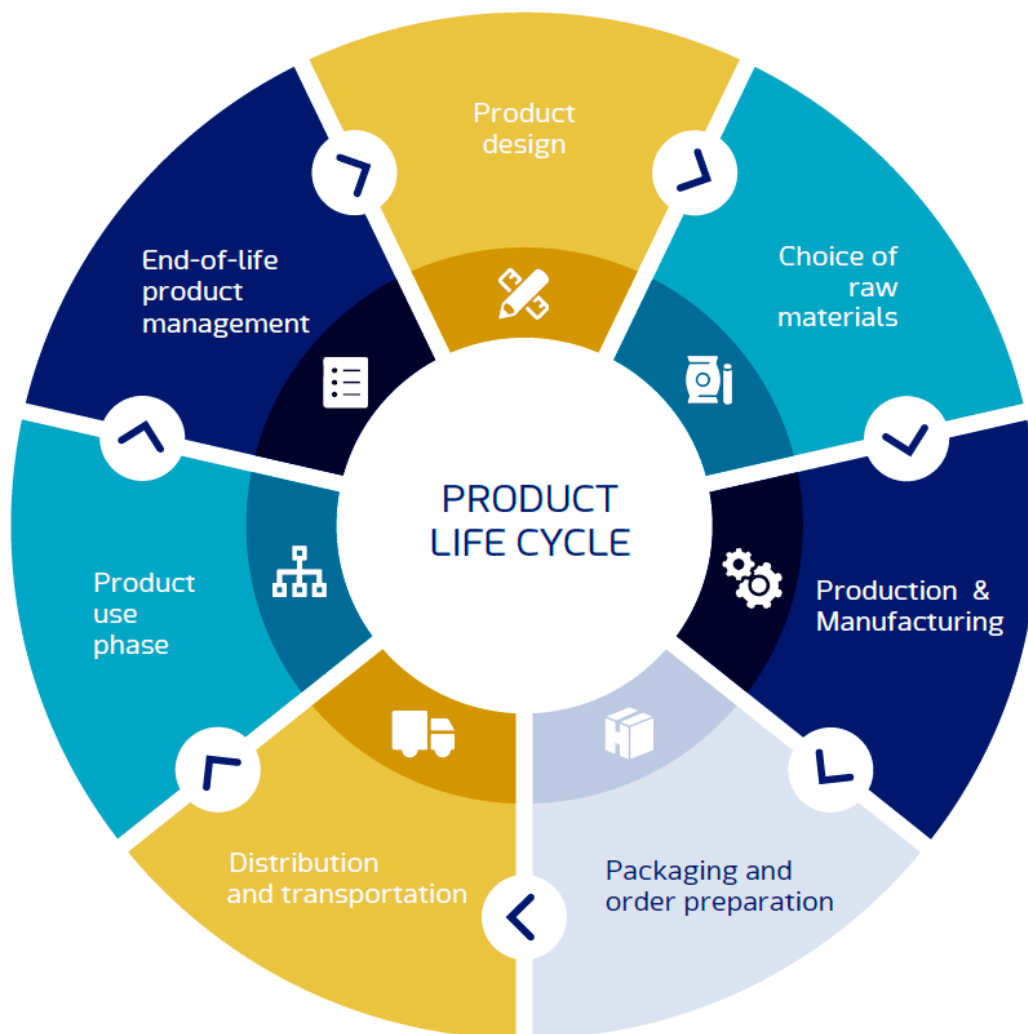 Product
design
Choice of
raw
materials
Production  &
Manufacturing
Packaging and
order preparation
Distribution
and transportation
Product
use
phase
End-of-life
product
management
PRODUCT
LIFE CYCLE